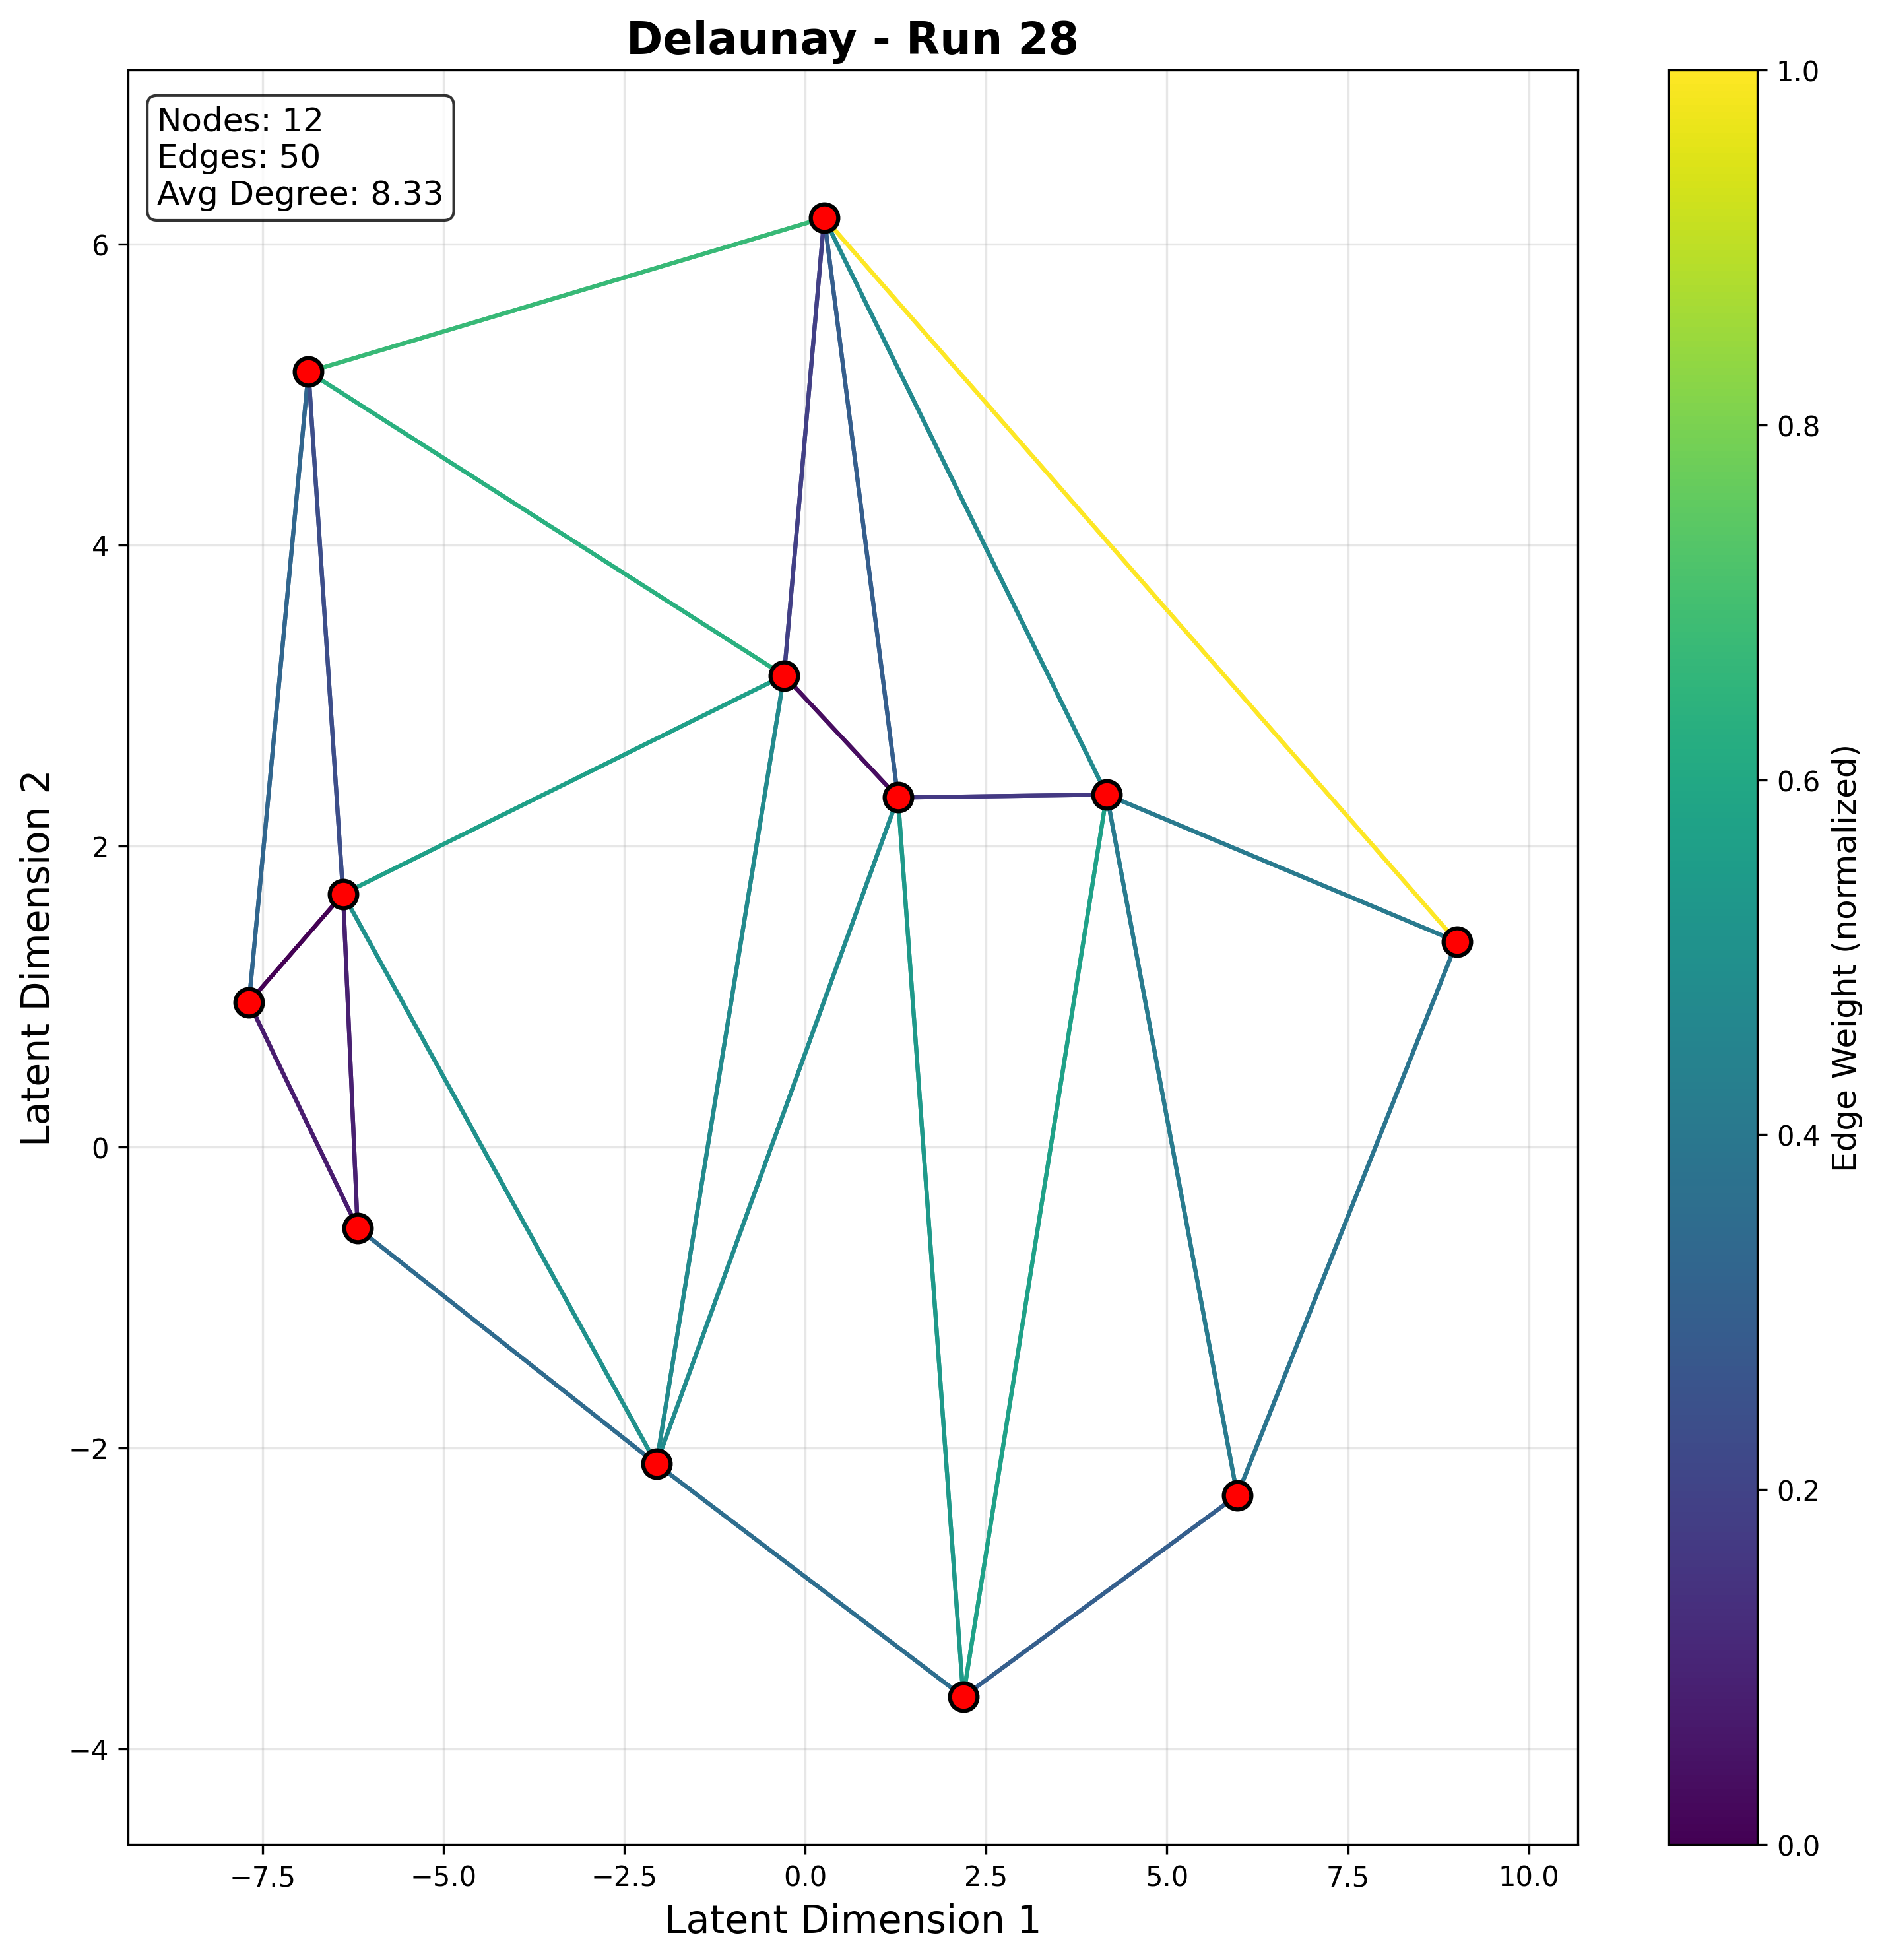 Delaunay - Run 28
Nodes: 12
Edges: 50
Avg Degree: 8.33
6
4
2
0
−2
−4
Latent Dimension 2
−7.5
−5.0
−2.5
0.0
2.5
5.0
7.5
10.0
Latent Dimension 1
1.0
0.8
0.6
0.4
0.2
0.0
Edge Weight (normalized)